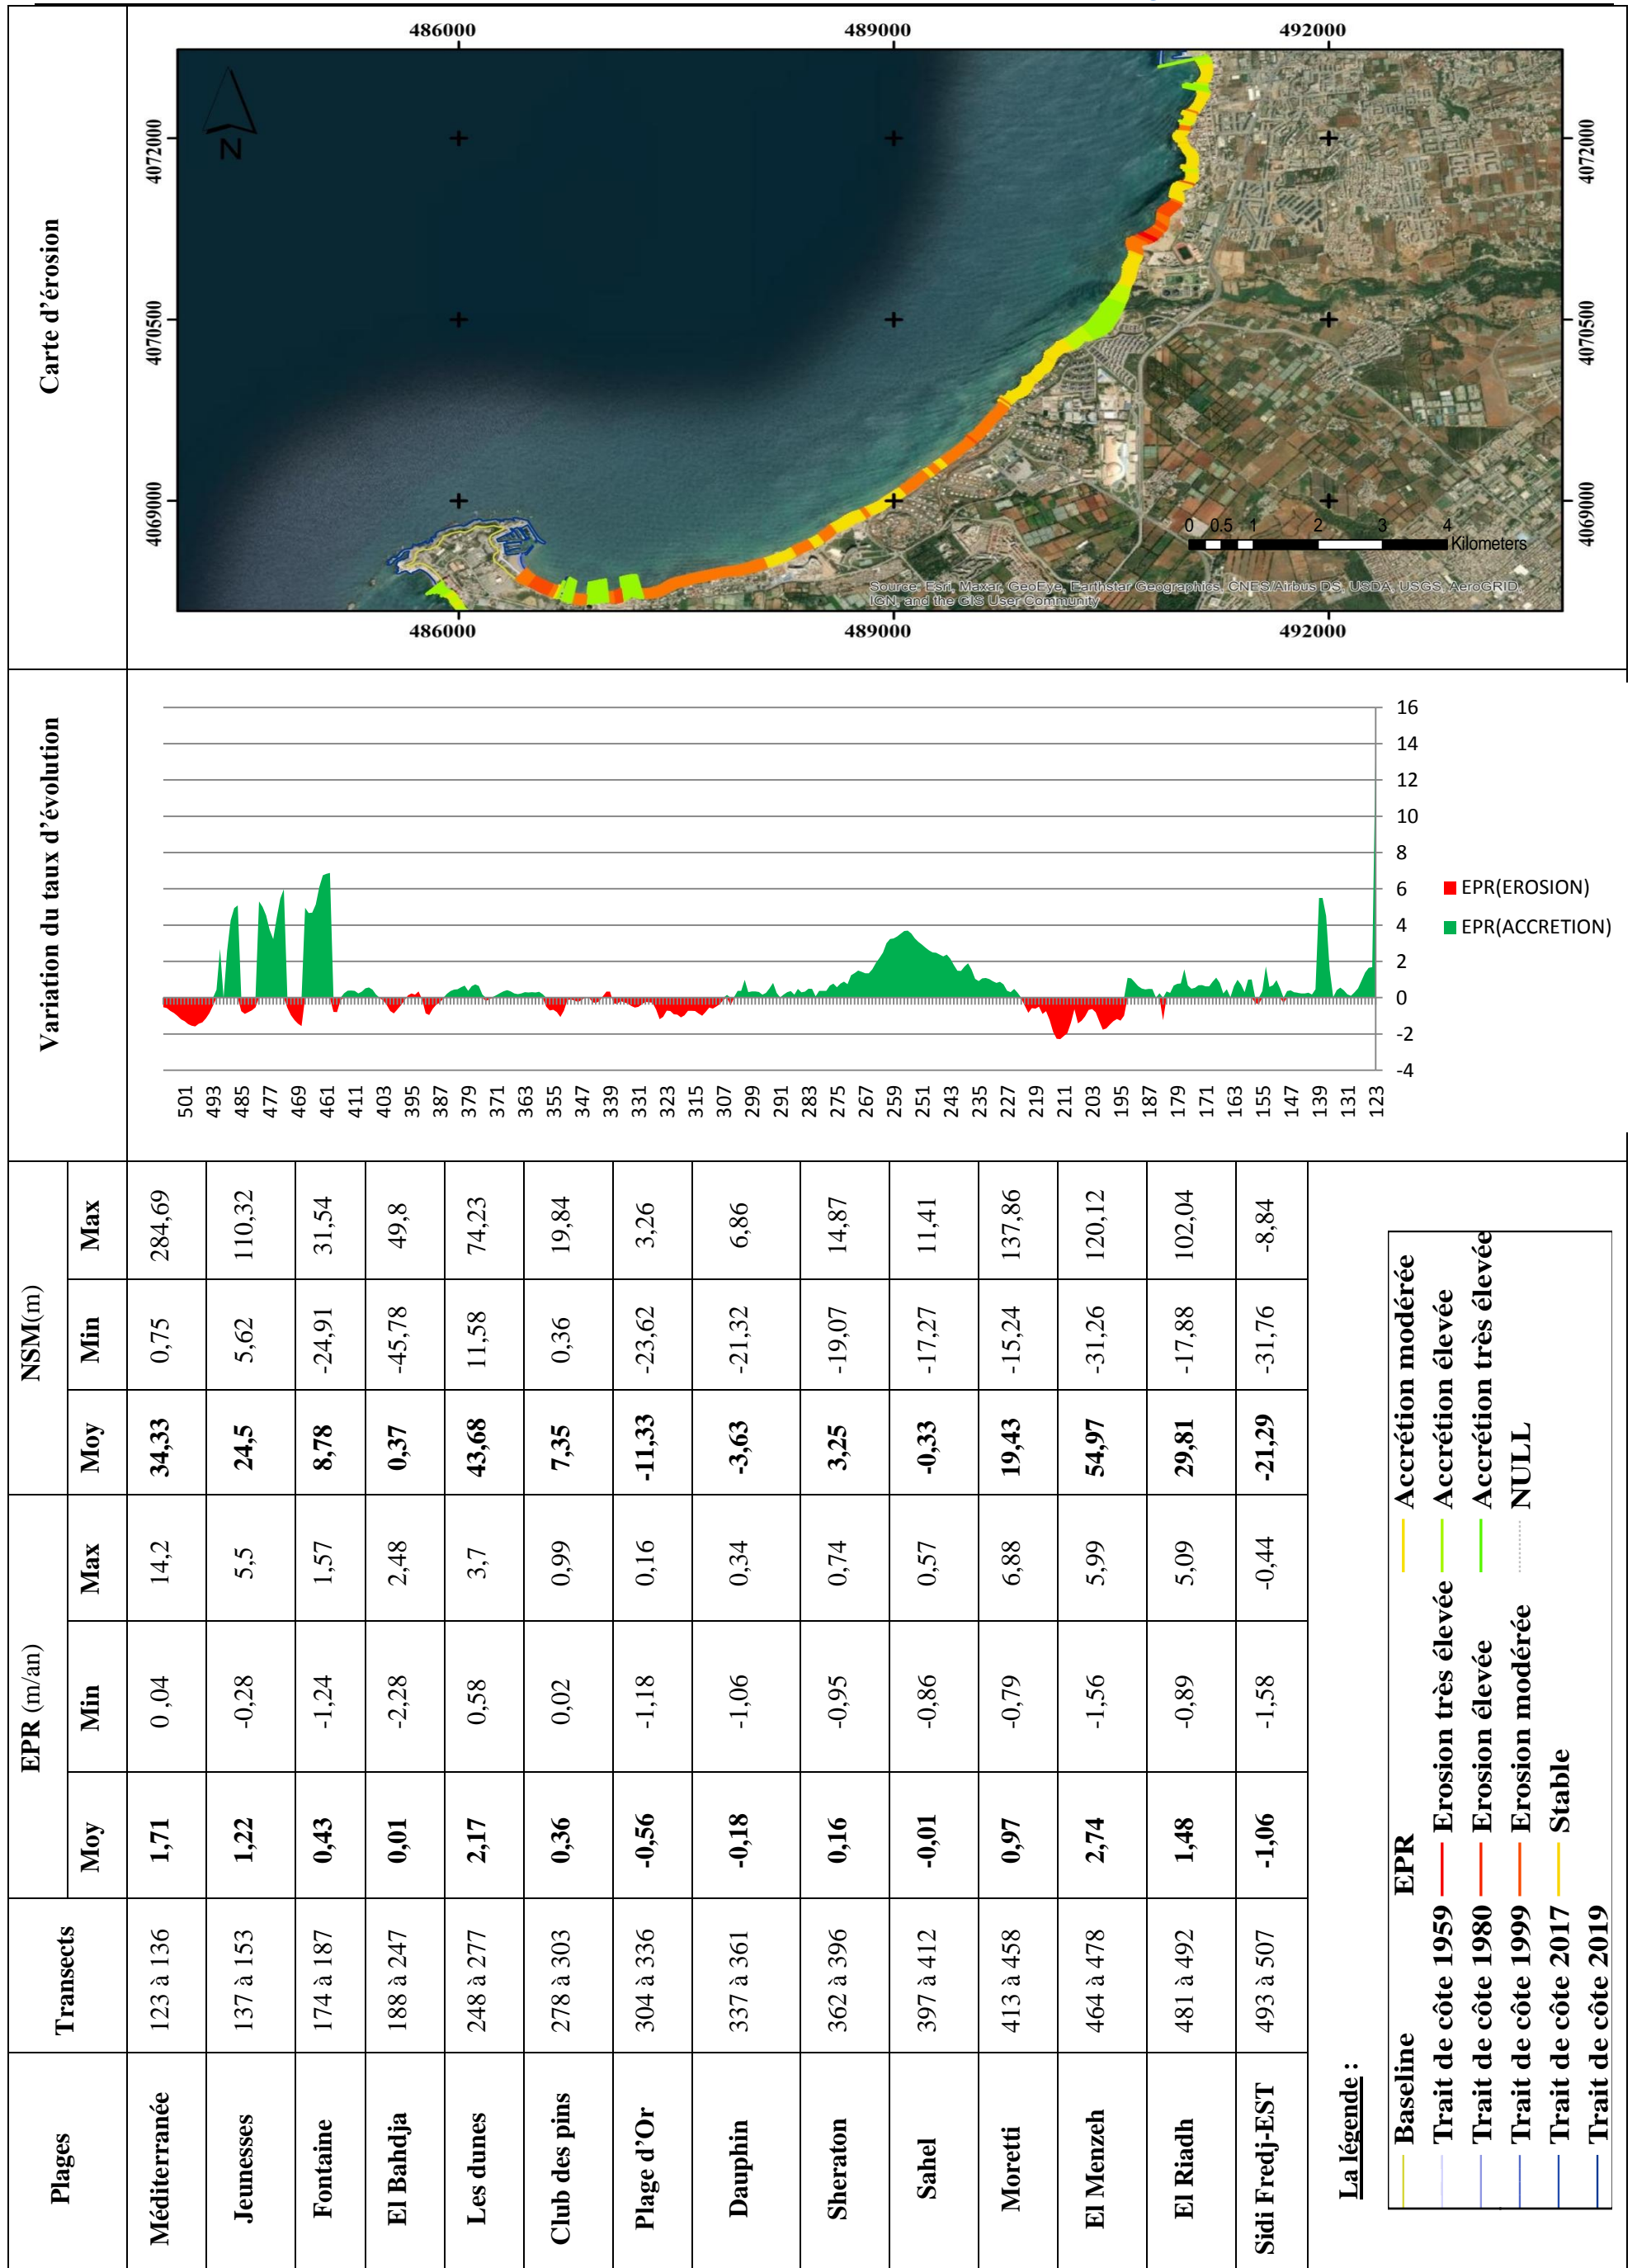 Plages	Transects	EPR (m/an)	NSM(m)	Variation du taux d’évolution	Carte d’érosion
Moy	Min	Max	Moy	Min	Max
Méditerranée	123 à 136	1,71	0 ,04	14,2	34,33	0,75	284,69
Jeunesses	137 à 153	1,22	-0,28	5,5	24,5	5,62	110,32
Fontaine	174 à 187	0,43	-1,24	1,57	8,78	-24,91	31,54
El Bahdja	188 à 247	0,01	-2,28	2,48	0,37	-45,78	49,8
Les dunes	248 à 277	2,17	0,58	3,7	43,68	11,58	74,23
Club des pins	278 à 303	0,36	0,02	0,99	7,35	0,36	19,84
Plage d’Or	304 à 336	-0,56	-1,18	0,16	-11,33	-23,62	3,26
Dauphin	337 à 361	-0,18	-1,06	0,34	-3,63	-21,32	6,86
Sheraton	362 à 396	0,16	-0,95	0,74	3,25	-19,07	14,87
Sahel	397 à 412	-0,01	-0,86	0,57	-0,33	-17,27	11,41
Moretti	413 à 458	0,97	-0,79	6,88	19,43	-15,24	137,86
El Menzeh	464 à 478	2,74	-1,56	5,99	54,97	-31,26	120,12
El Riadh	481 à 492	1,48	-0,89	5,09	29,81	-17,88	102,04
Sidi Fredj-EST	493 à 507	-1,06	-1,58	-0,44	-21,29	-31,76	-8,84
16
14
12
10
8
6
4
2
0
-2
-4
501 493 485 477 469 461 411 403 395 387 379 371 363 355 347 339 331 323 315 307 299 291 283 275 267 259 251 243 235 227 219 211 203 195 187 179 171 163 155 147 139 131 123
EPR(EROSION)
EPR(ACCRETION)
486000 489000 492000
4072000 4072000
4070500 4070500
4069000 4069000
486000 489000 492000
N
0 0.5 1 2 3 4
Kilometers
Source: Esri, Maxar, GeoEye, Earthstar Geographics, CNES/Airbus DS, USDA, USGS, AeroGRID,
IGN, and the GIS User Community
La légende :
Baseline
Trait de côte 1959
Trait de côte 1980
Trait de côte 1999
Trait de côte 2017
Trait de côte 2019
EPR
Erosion très élevée
Erosion élevée
Erosion modérée
Stable
Accrétion modérée
Accrétion élevée
Accrétion très élevée
NULL